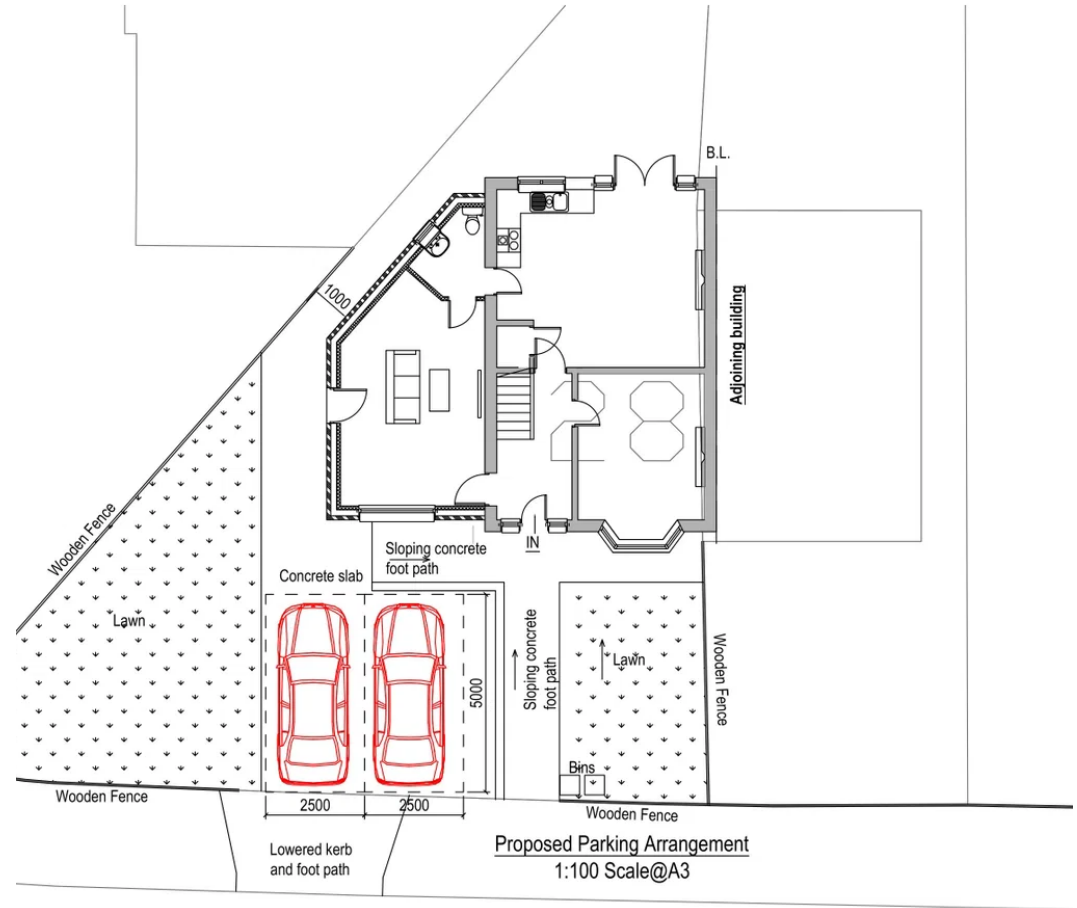 B.L.
1000
Adjoining building
Wooden Fence
IN
Sloping concrete
foot path
Concrete slab
Lawn
Sloping concrete
foot path
Lawn
Wooden Fence
5000
Bins
Wooden Fence
2500
2500
Wooden Fence
Lowered kerb
and foot path
Proposed Parking Arrangement
1:100 Scale@A3